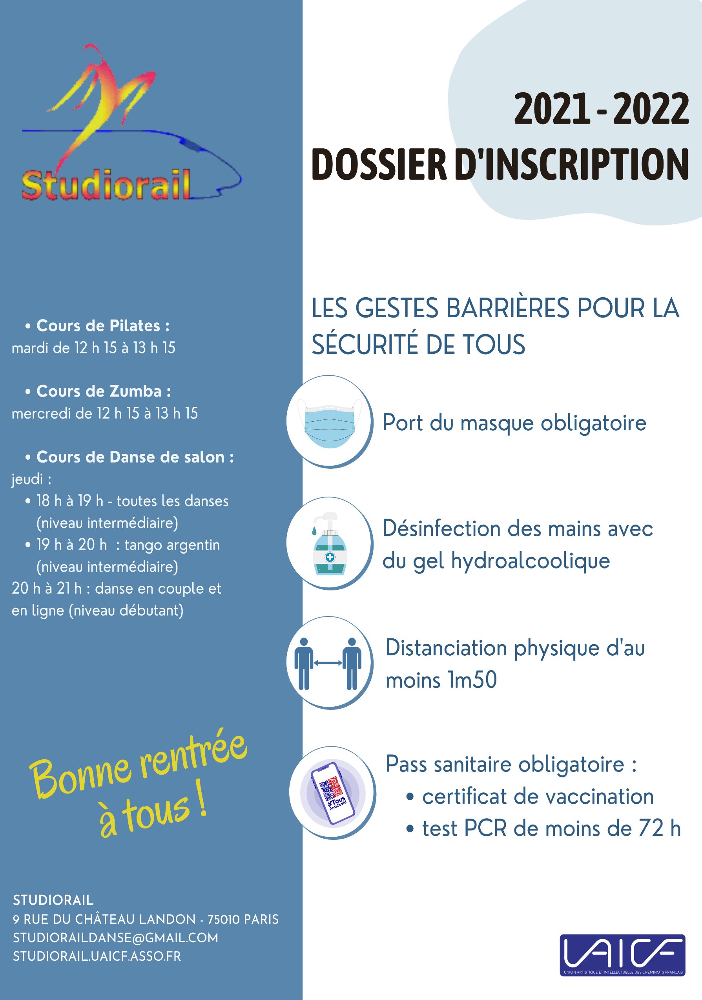 Studiorail
2021 - 2022
DOSSIER D'INSCRIPTION
• Cours de Pilates :
mardi de 12 h 15 à 13 h 15
• Cours de Zumba :
mercredi de 12 h 15 à 13 h 15
• Cours de Danse de salon :
jeudi :
• 18 h à 19 h - toutes les danses
(niveau intermédiaire)
• 19 h à 20 h : tango argentin
(niveau intermédiaire)
20 h à 21 h : danse en couple et
en ligne (niveau débutant)
Bonne rentrée
à tous !
STUDIORAIL
9 RUE DU CHÂTEAU LANDON - 75010 PARIS
STUDIORAILDANSE@GMAIL.COM
STUDIORAIL.UAICF.ASSO.FR
LES GESTES BARRIÈRES POUR LA
SÉCURITÉ DE TOUS
Port du masque obligatoire
Désinfection des mains avec
du gel hydroalcoolique
Distanciation physique d'au
moins 1m50
#Tous
AntiCovid
Pass sanitaire obligatoire :
• certificat de vaccination
• test PCR de moins de 72 h
UAICF
UNION ARTISTIQUE ET INTELLECTUELLE DES CHEMINOTS FRANCAIS